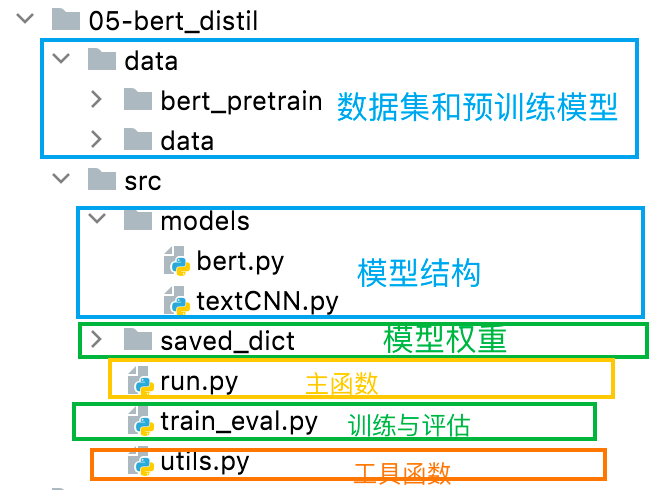 05-bert_distil
data
bert_pretrain 数据集和预训练模型
data
src
models
bert.py 模型结构
textCNN.py
saved_dict 模型权重
run.py 主函数
train_eval.py 训练与评估
utils.py 工具函数